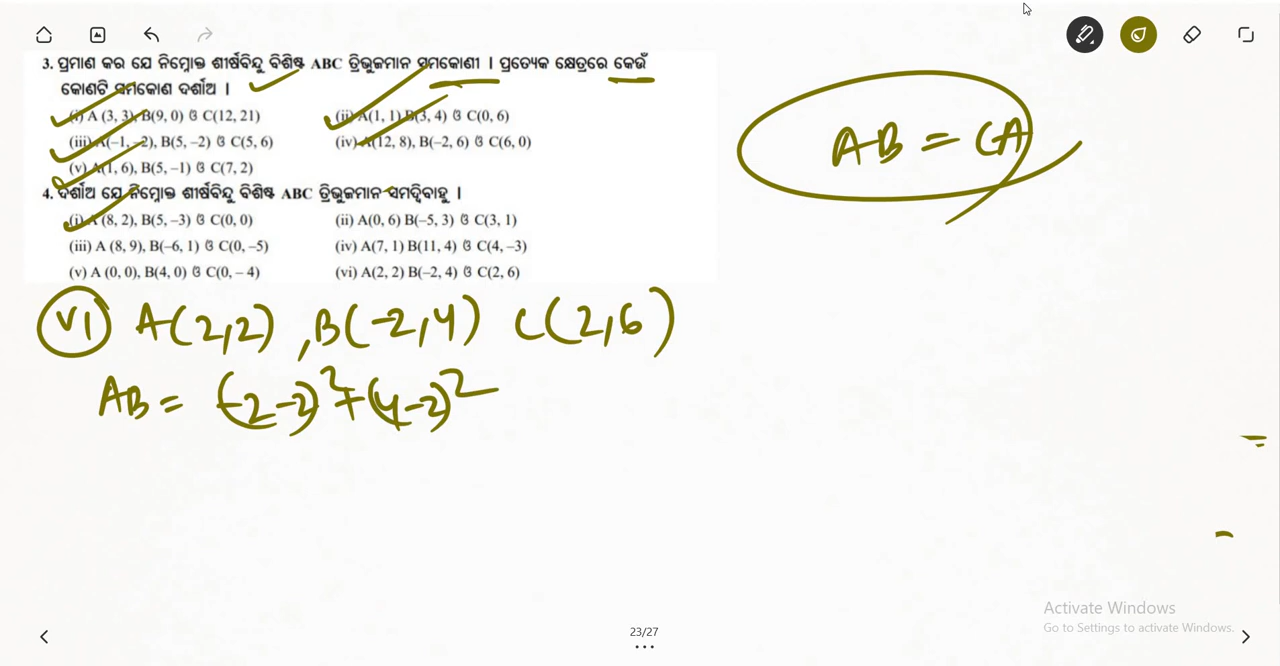 3. ପ୍ରମାଣ କର ଯେ ନିମ୍ନୋକ୍ତ ଶୀର୍ଷବିନ୍ଦୁ ବିଶିଷ୍ଟ ABC ତ୍ରିଭୁଜମାନ ସମକୋଣୀ । ପ୍ରତ୍ୟେକ କ୍ଷେତ୍ରରେ କେଉଁ
କୋଣଟି ସମକୋଣ ଦର୍ଶାଅ ।
(i) A (3, 3), B(9, 0) ଓ C(12, 21) (ii) A(1, 1) B(3, 4) ଓ C(0, 6)
(iii) A(-1, -2), B(5, -2) ଓ C(5, 6) (iv) A(12, 8), B(-2, 6) ଓ C(6, 0)
(v) A(1, 6), B(5, -1) ଓ C(7, 2)
4. ଦର୍ଶାଅ ଯେ ନିମ୍ନୋକ୍ତ ଶୀର୍ଷବିନ୍ଦୁ ବିଶିଷ୍ଟ ABC ତ୍ରିଭୁଜମାନ ସମଦ୍ବିବାହୁ ।
(i) A (8, 2), B(5, -3) ଓ C(0, 0) (ii) A(0, 6) B(-5, 3) ଓ C(3, 1)
(iii) A (8, 9), B(-6, 1) ଓ C(0, -5) (iv) A(7, 1) B(11, 4) ଓ C(4, -3)
(v) A (0, 0), B(4, 0) ଓ C(0, - 4) (vi) A(2, 2) B(-2, 4) ଓ C(2, 6)
AB = CA
VI A(2,2) , B(-2,4) C(2,6)
AB = (-2-2)² + (4-2)²
=
-
Activate Windows
Go to Settings to activate Windows.
23/27